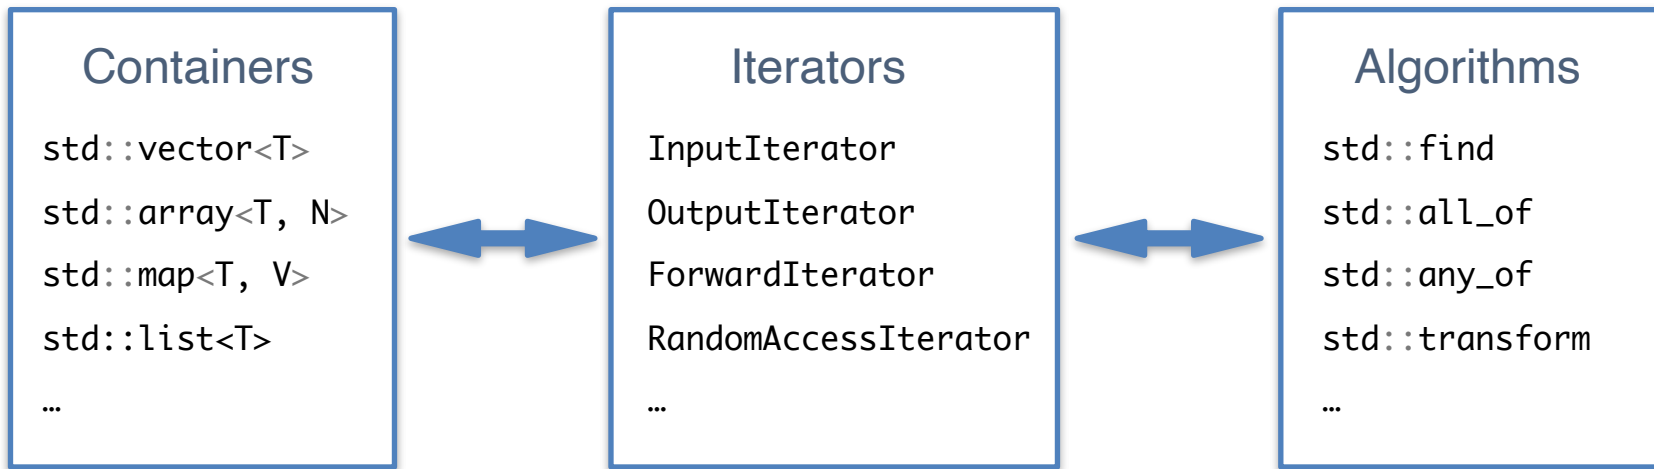 Containers
std::vector<T>
std::array<T, N>
std::map<T, V>
std::list<T>
…
Iterators
InputIterator
OutputIterator
ForwardIterator
RandomAccessIterator
…
Algorithms
std::find
std::all_of
std::any_of
std::transform
…